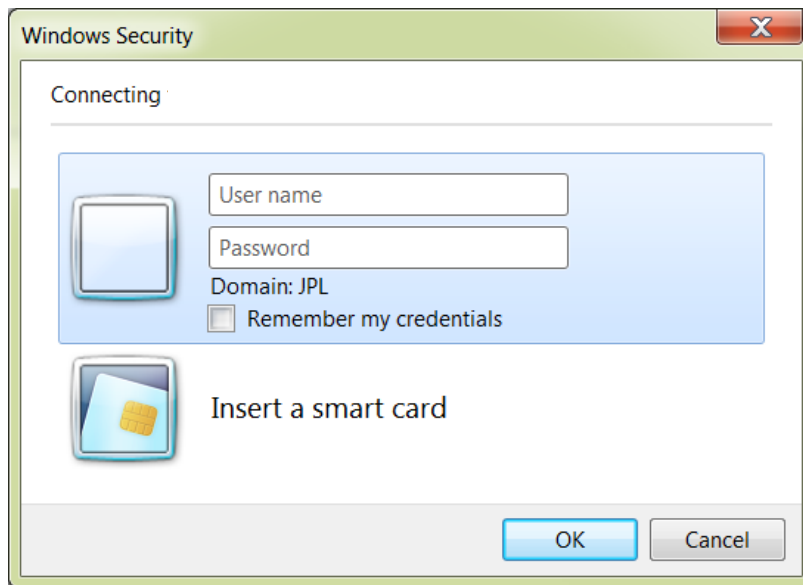 Windows Security
Connecting
User name
Password
Domain: JPL
Remember my credentials
Insert a smart card
OK
Cancel